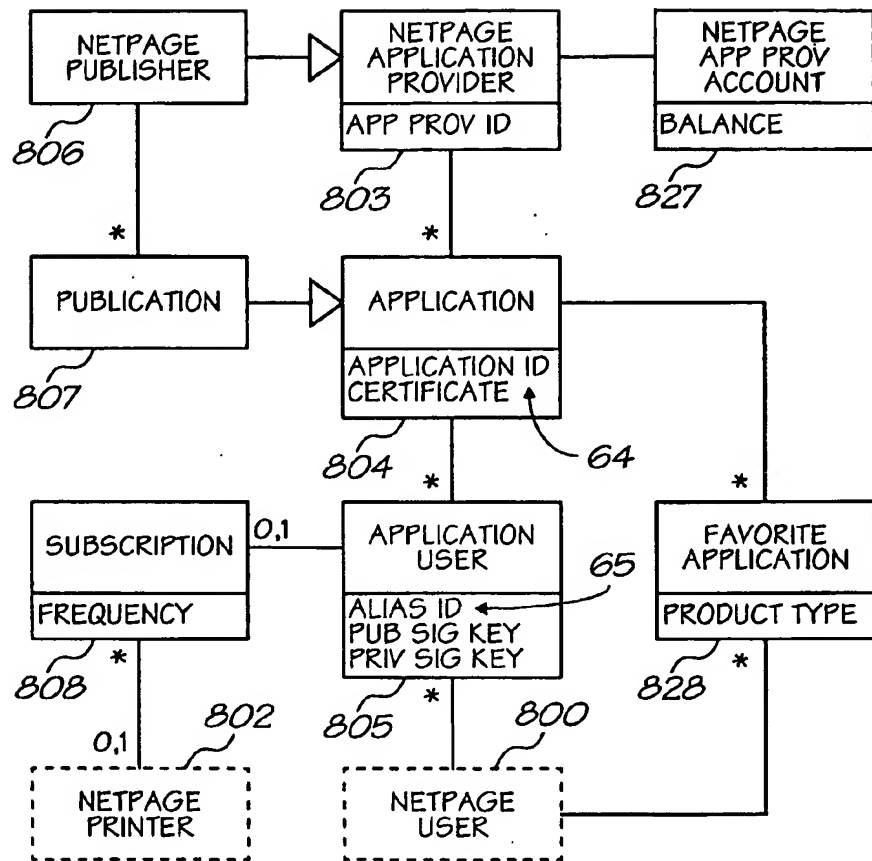 NETPAGE
PUBLISHER
806
NETPAGE
APPLICATION
PROVIDER
APP PROV ID
803
NETPAGE
APP PROV
ACCOUNT
BALANCE
827
*
*
PUBLICATION
807
APPLICATION
APPLICATION ID
CERTIFICATE
804
64
*
*
SUBSCRIPTION
FREQUENCY
808
0,1
APPLICATION
USER
ALIAS ID
PUB SIG KEY
PRIV SIG KEY
805
65
FAVORITE
APPLICATION
PRODUCT TYPE
828
*
*
*
0,1
802
NETPAGE
PRINTER
800
NETPAGE
USER